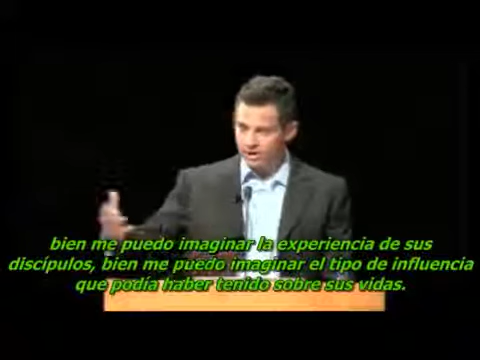 bien me puedo imaginar la experiencia de sus
discípulos, bien me puedo imaginar el tipo de influencia
que podía haber tenido sobre sus vidas.